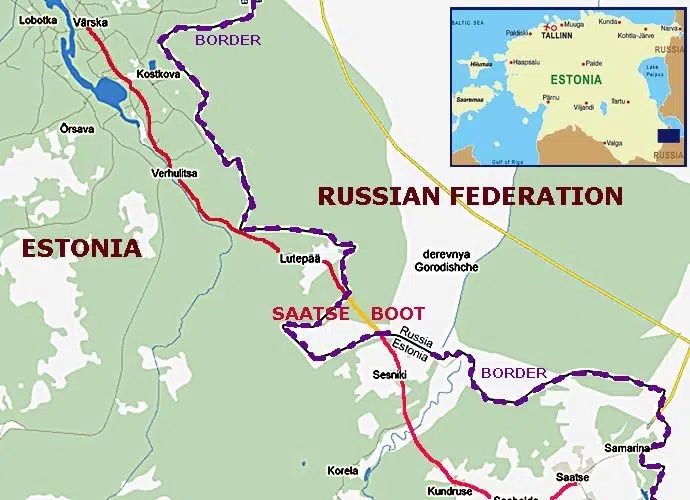 Lobotka
Värska
BORDER
Kostkova
Õrsava
Verhulitsa
BALTIC SEA
Paldiski
TALLINN
Muuga
Kunda
Kohtla-Järve
Narva
RUSSIA
Hiiumaa
Haapsalu
Paide
Lake
Peipus
ESTONIA
Saaremaa
Pärnu
Viljandi
Tartu
Valga
Gulf of Riga
RUSSIA
RUSSIAN FEDERATION
ESTONIA
Lutepää
derevnya
Gorodishche
SAATSE BOOT
Russia
Estonia
Sesniki
BORDER
Samarina
Korela
Saatse
Kundruse